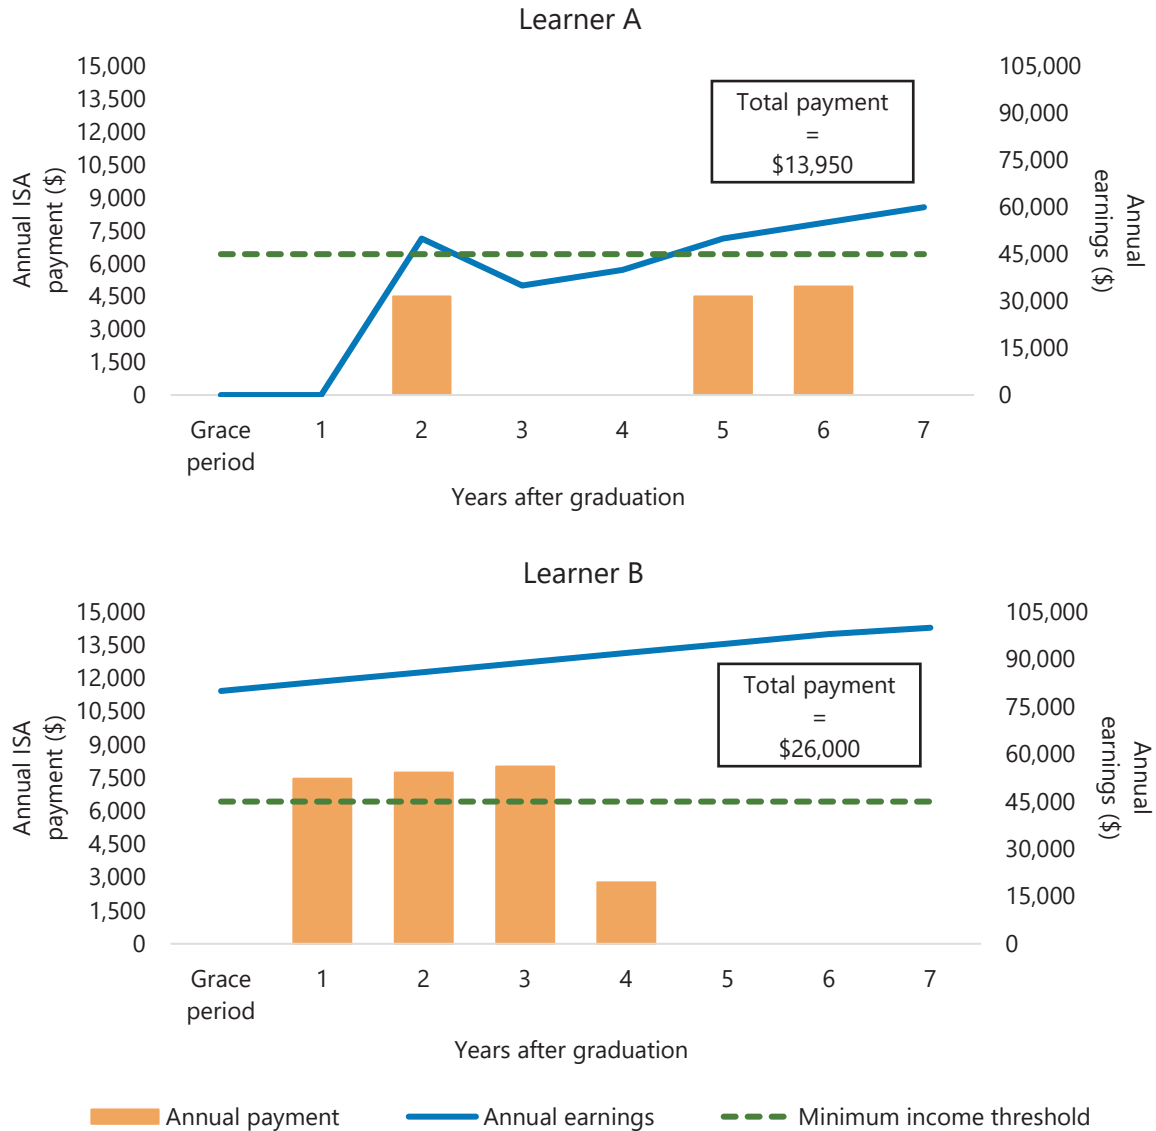 Learner A
15,000
13,500
12,000
10,500
9,000
7,500
6,000
4,500
3,000
1,500
0
Annual ISA
payment ($)
105,000
90,000
75,000
60,000
45,000
30,000
15,000
0
Annual
earnings ($)
Total payment
=
$13,950
Grace
period
1
2
3
4
5
6
7
Years after graduation
Learner B
15,000
13,500
12,000
10,500
9,000
7,500
6,000
4,500
3,000
1,500
0
Annual ISA
payment ($)
105,000
90,000
75,000
60,000
45,000
30,000
15,000
0
Annual
earnings ($)
Total payment
=
$26,000
Grace
period
1
2
3
4
5
6
7
Years after graduation
Annual payment
Annual earnings
Minimum income threshold